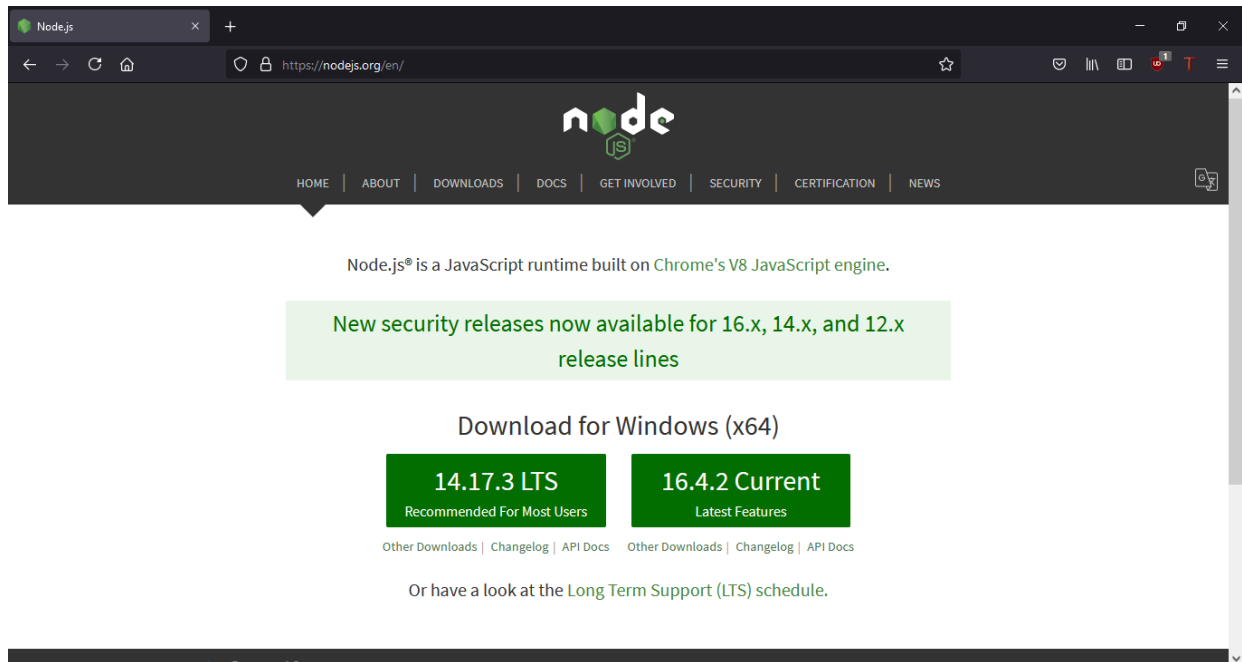 Node.js
https://nodejs.org/en/
1
node
JS
HOME | ABOUT | DOWNLOADS | DOCS | GET INVOLVED | SECURITY | CERTIFICATION | NEWS
Node.js® is a JavaScript runtime built on Chrome's V8 JavaScript engine.
New security releases now available for 16.x, 14.x, and 12.x
release lines
Download for Windows (x64)
14.17.3 LTS
Recommended For Most Users
16.4.2 Current
Latest Features
Other Downloads | Changelog | API Docs
Other Downloads | Changelog | API Docs
Or have a look at the Long Term Support (LTS) schedule.